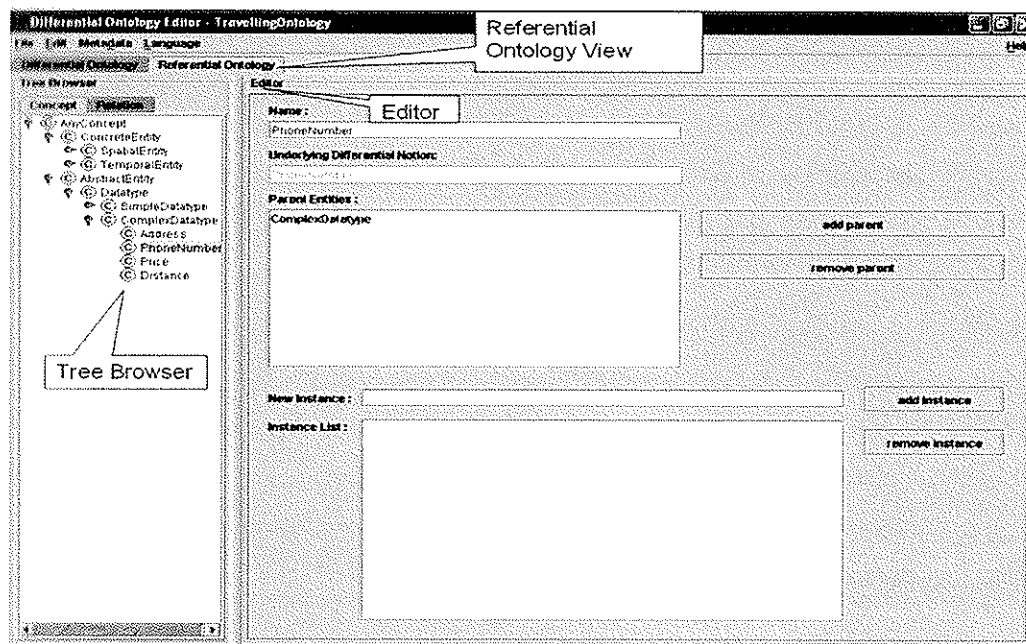 Differential Ontology Editor - TravellingOntology
File Edit Metadata Language
Help
Differential Ontology Referential Ontology
Referential
Ontology View
Tree Browser
Concept Relation
AnyConcept
ConcreteEntity
SpatialEntity
TemporalEntity
AbstractEntity
Datatype
SimpleDatatype
ComplexDatatype
Address
PhoneNumber
Price
Distance
Tree Browser
Editor
Editor
Name :
PhoneNumber
Underlying Differential Notion:
Parent Entities :
ComplexDatatype
add parent
remove parent
New Instance :
add instance
Instance List :
remove instance